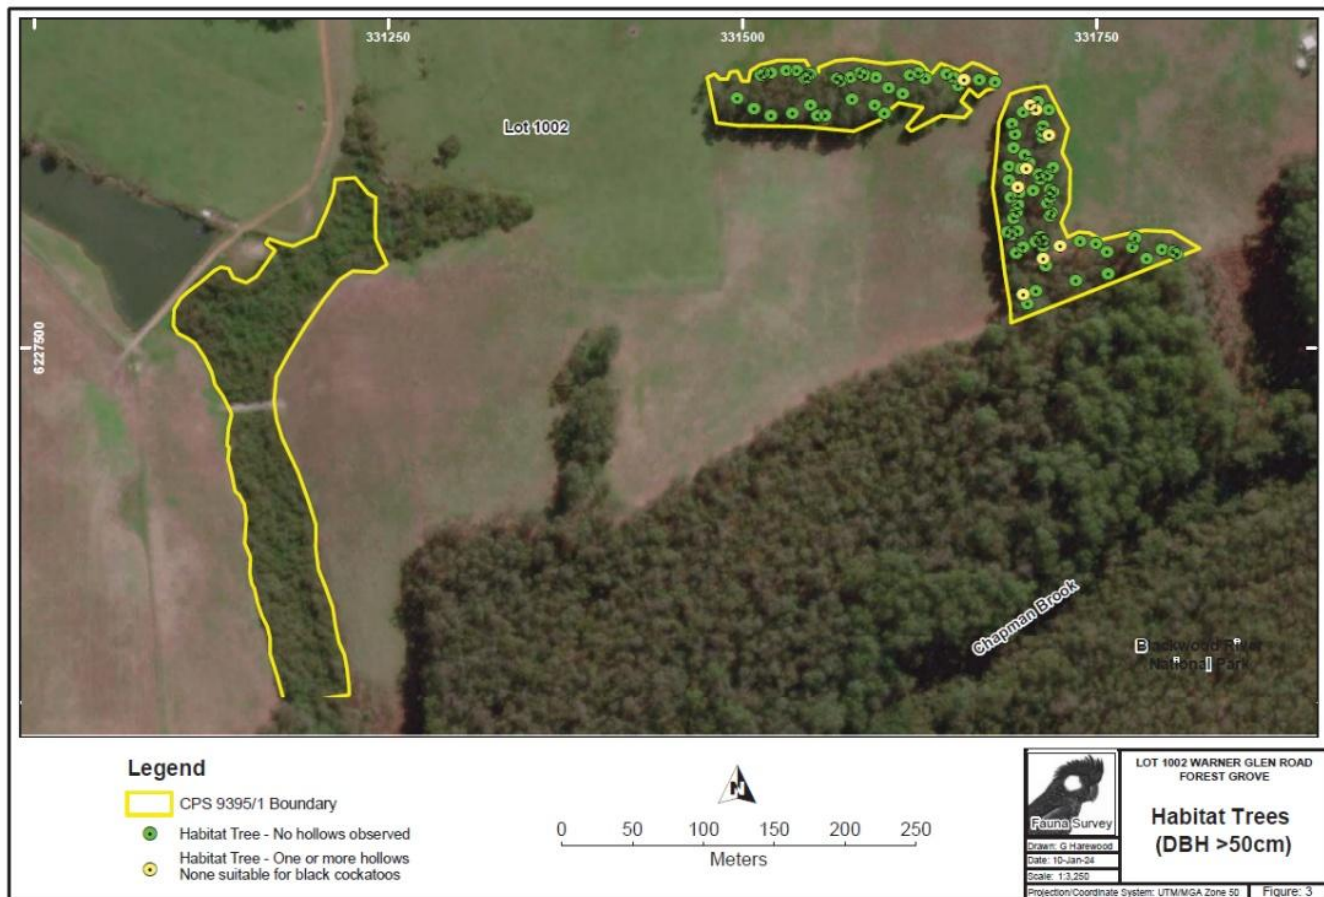 331250
331500
331750
Lot 1002
6227500
Chapman Brook
Blackwood River
National Park
Legend
CPS 9395/1 Boundary
Habitat Tree - No hollows observed
Habitat Tree - One or more hollows
None suitable for black cockatoos
N
0 50 100 150 200 250
Meters
Fauna Survey
Drawn: G Harewood
Date: 10-Jan-24
Scale: 1:3,250
LOT 1002 WARNER GLEN ROAD
FOREST GROVE
Habitat Trees
(DBH >50cm)
Projection/Coordinate System: UTM/MGA Zone 50
Figure: 3